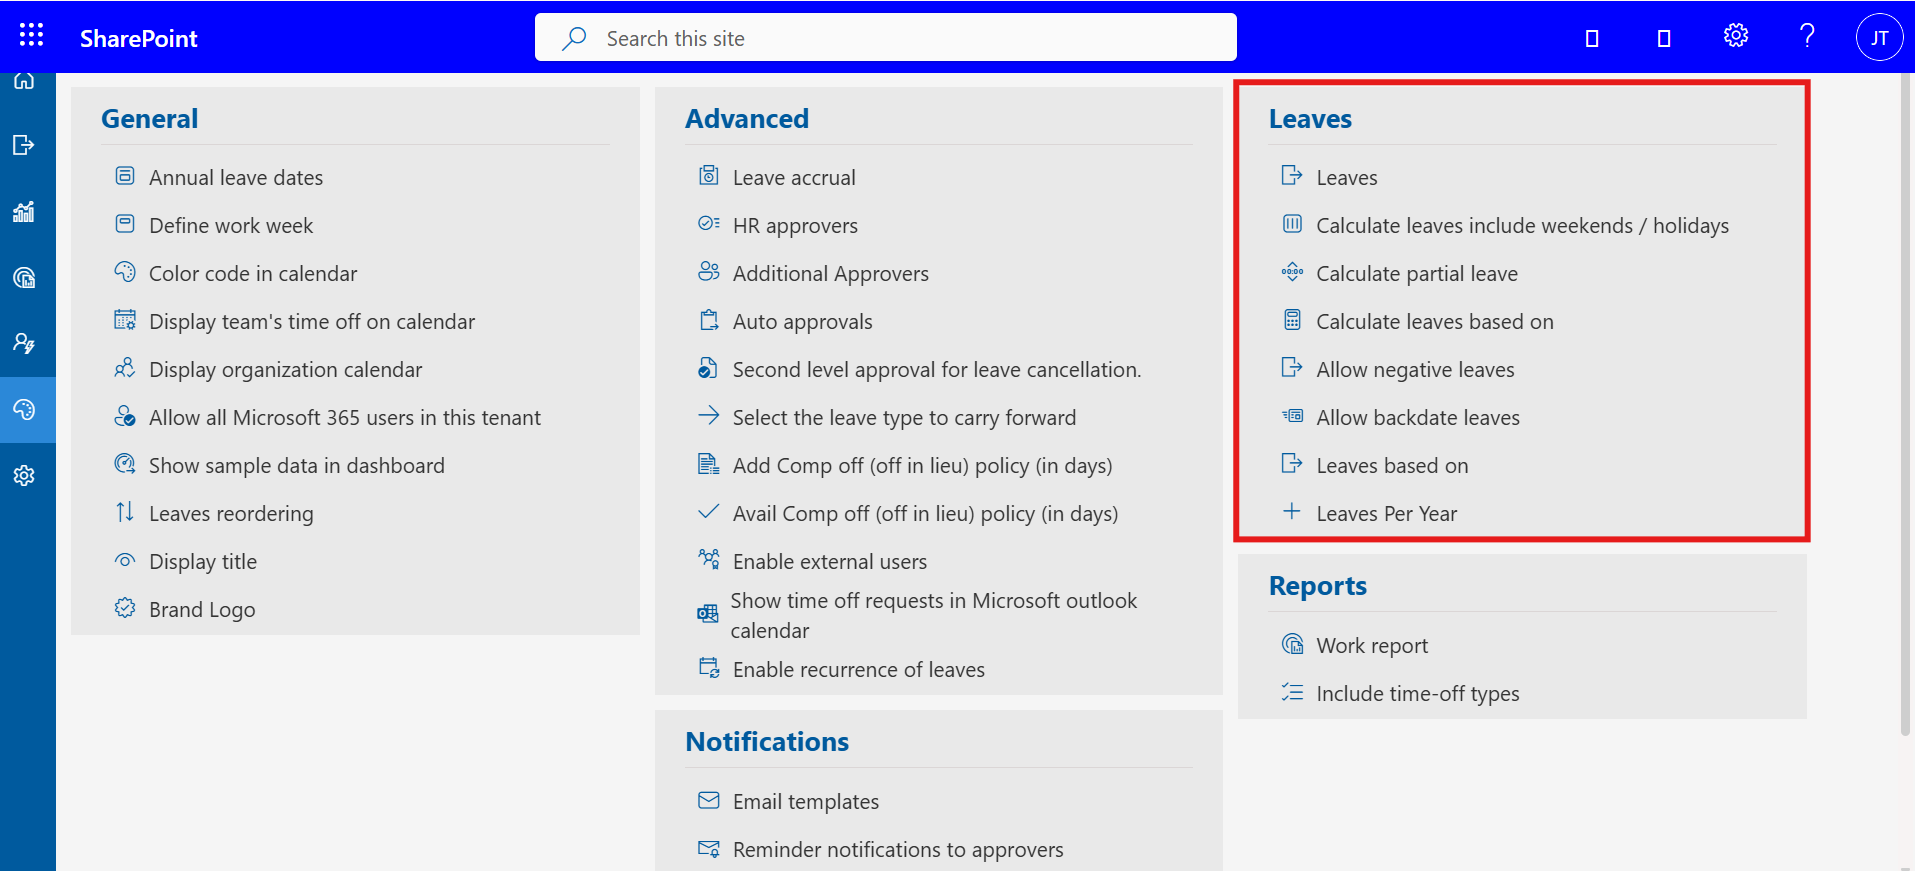 SharePoint
Search this site
JT
General
Annual leave dates
Define work week
Color code in calendar
Display team's time off on calendar
Display organization calendar
Allow all Microsoft 365 users in this tenant
Show sample data in dashboard
Leaves reordering
Display title
Brand Logo
Advanced
Leave accrual
HR approvers
Additional Approvers
Auto approvals
Second level approval for leave cancellation.
Select the leave type to carry forward
Add Comp off (off in lieu) policy (in days)
Avail Comp off (off in lieu) policy (in days)
Enable external users
Show time off requests in Microsoft outlook
calendar
Enable recurrence of leaves
Notifications
Email templates
Reminder notifications to approvers
Leaves
Leaves
Calculate leaves include weekends / holidays
Calculate partial leave
Calculate leaves based on
Allow negative leaves
Allow backdate leaves
Leaves based on
Leaves Per Year
Reports
Work report
Include time-off types